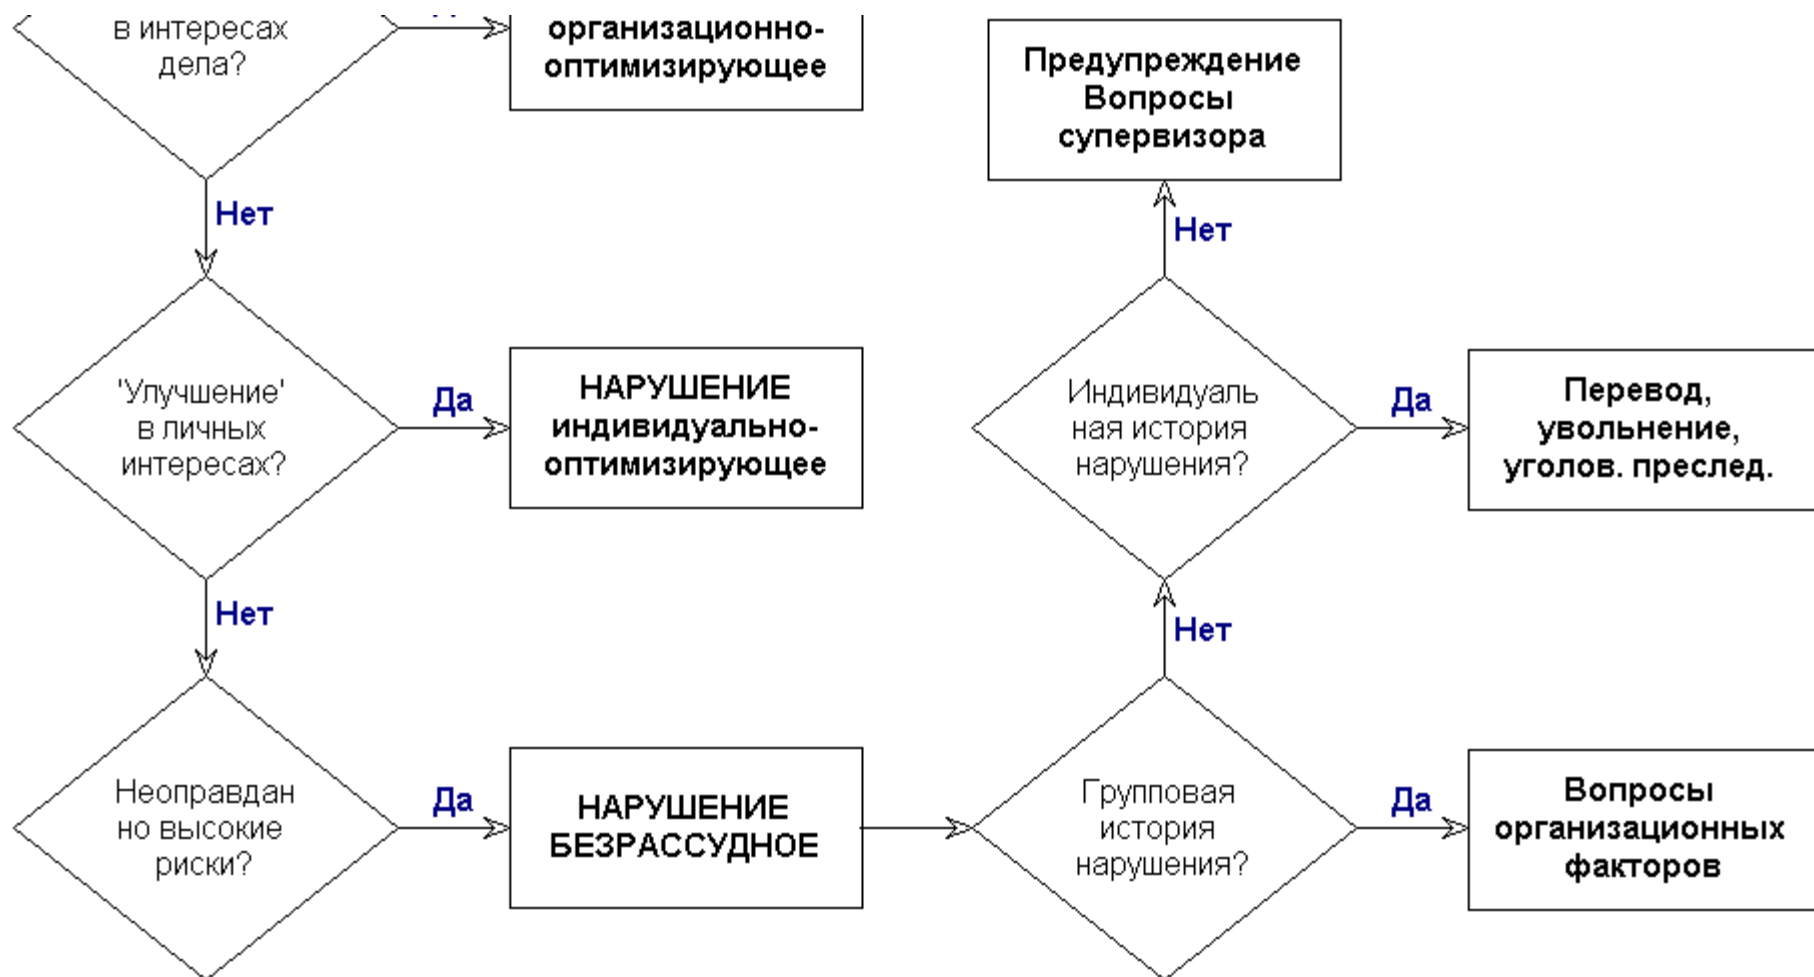 в интересах
дела?
организационно-
оптимизирующее
Предупреждение
Вопросы
супервизора
Нет
Нет
'Улучшение'
в личных
интересах?
Да
НАРУШЕНИЕ
индивидуально-
оптимизирующее
Индивидуаль
ная история
нарушения?
Да
Перевод,
увольнение,
уголов. преслед.
Нет
Нет
Неоправдан
но высокие
риски?
Да
НАРУШЕНИЕ
БЕЗРАССУДНОЕ
Групповая
история
нарушения?
Да
Вопросы
организационных
факторов